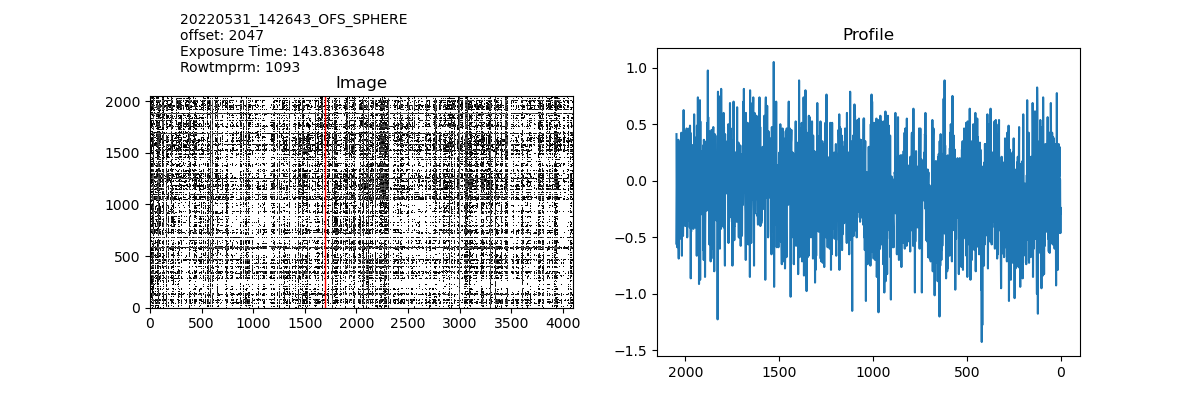 20220531_142643_OFS_SPHERE
offset: 2047
Exposure Time: 143.8363648
Rowtmprm: 1093
Image
2000
1500
1000
500
0
0 500 1000 1500 2000 2500 3000 3500 4000
Profile
1.0
0.5
0.0
−0.5
−1.0
−1.5
2000 1500 1000 500 0